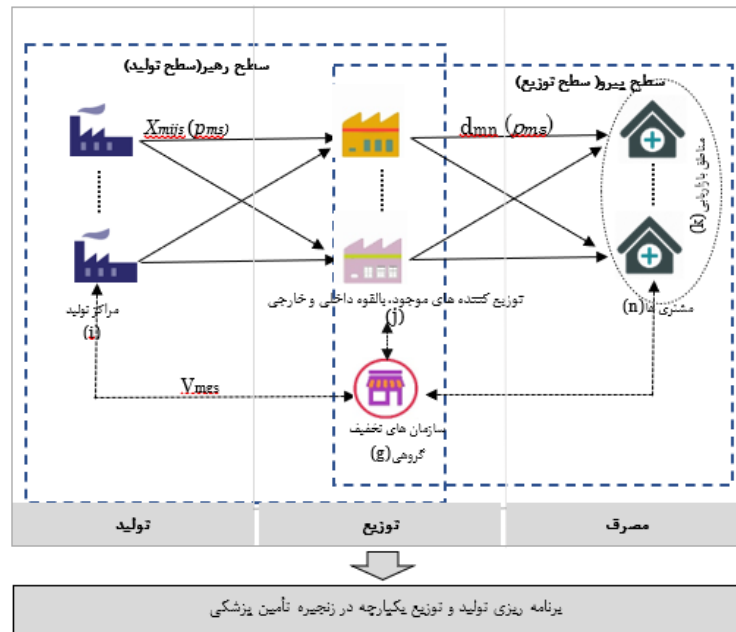 سطح رهبر(سطح تولید)
سطح پیرو( سطح توزیع)
Xmijs (pms)
dmn (pms)
مناطق بازاریابی
(k)
مراکز تولید
(i)
توزیع کننده های موجود، بالقوه داخلی و خارجی
(j)
مشتری ها(n)
Vmgs
سازمان های تخفیف
گروهی(g)
تولید
توزیع
مصرف
برنامه ریزی تولید و توزیع یکپارچه در زنجیره تأمین پزشکی